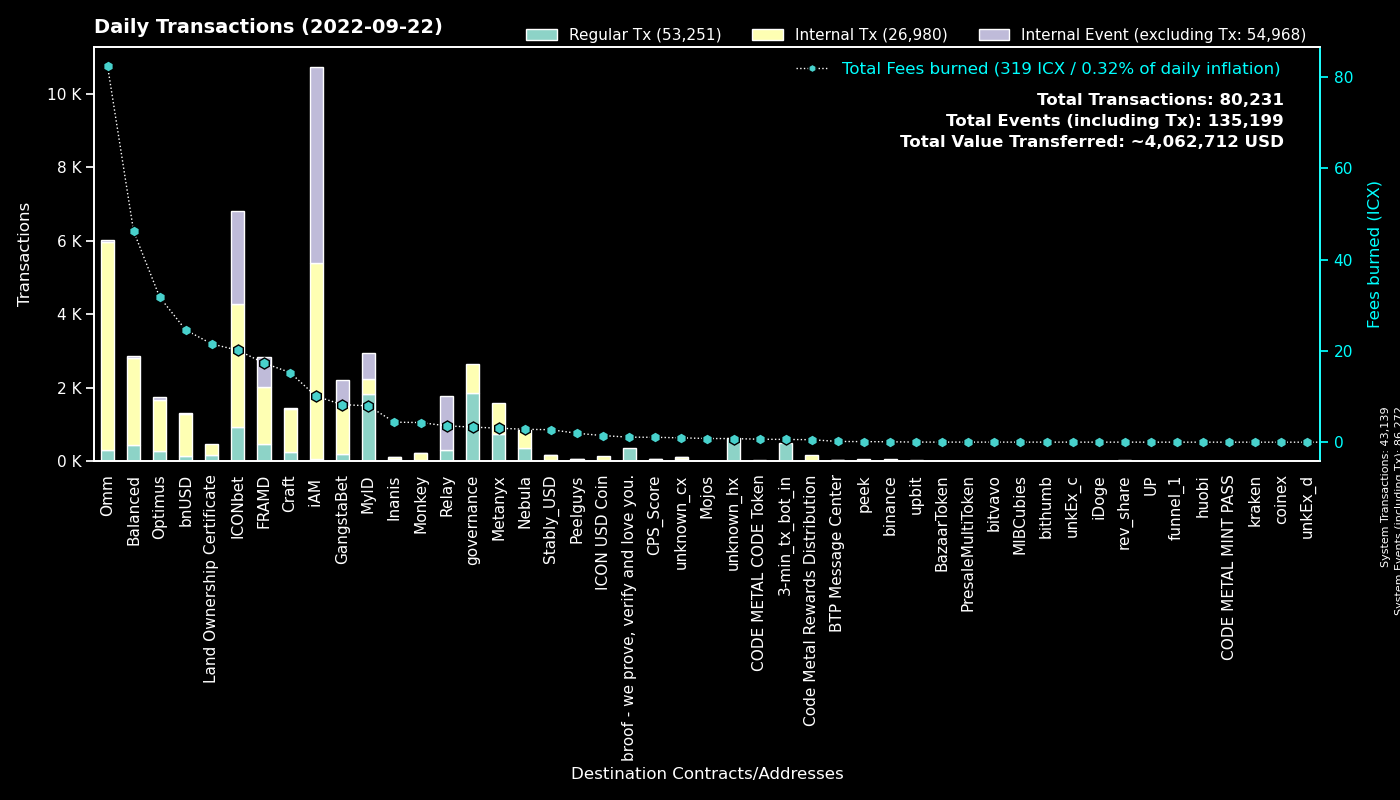 Daily Transactions (2022-09-22)
Regular Tx (53,251)
Internal Tx (26,980)
Internal Event (excluding Tx: 54,968)
Total Fees burned (319 ICX / 0.32% of daily inflation)
Total Transactions: 80,231
Total Events (including Tx): 135,199
Total Value Transferred: ~4,062,712 USD
Transactions
10 K
8 K
6 K
4 K
2 K
0 K
80
60
40
20
0
Fees burned (ICX)
Omm
Balanced
Optimus
bnUSD
Land Ownership Certificate
ICONbet
FRAMD
Craft
iAM
GangstaBet
MyID
Inanis
Monkey
Relay
governance
Metanyx
Nebula
Stably_USD
Peelguys
ICON USD Coin
broof - we prove, verify and love you.
CPS_Score
unknown_cx
Mojos
unknown_hx
CODE METAL CODE Token
3-min_tx_bot_in
Code Metal Rewards Distribution
BTP Message Center
peek
binance
upbit
BazaarToken
PresaleMultiToken
bitvavo
MIBCubies
bithumb
unkEx_c
iDoge
rev_share
UP
funnel_1
huobi
CODE METAL MINT PASS
kraken
coinex
unkEx_d
Destination Contracts/Addresses
System Transactions: 43,139
System Events (including Tx): 86,272